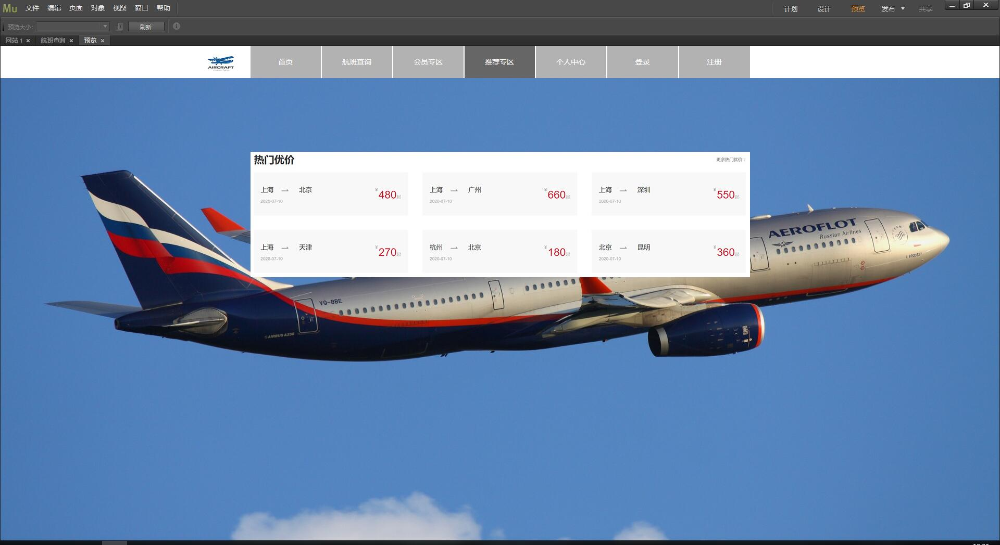 Mu 文件 编辑 页面 对象 视图 窗口 帮助 计划 设计 预览 发布 共享
预览大小: 刷新
网站 1 航班查询 预览
AIRCRAFT
首页 航班查询 会员专区 推荐专区 个人中心 登录 注册
热门优价 更多热门优价 >
上海 北京 ¥480起
2020-07-10
上海 广州 ¥660起
2020-07-10
上海 深圳 ¥550起
2020-07-10
上海 天津 ¥270起
2020-07-10
杭州 北京 ¥180起
2020-07-10
北京 昆明 ¥360起
2020-07-10
AEROFLOT
Russian Airlines
I. BRODSKY
VQ-BBE
AIRBUS A330